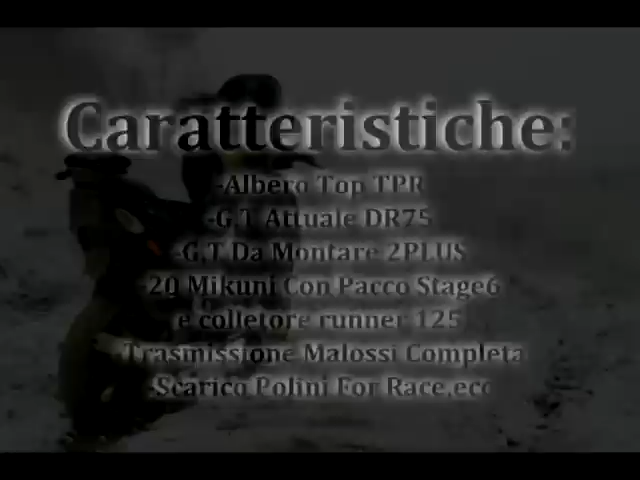 Caratteristiche:
-Albero Top TPR
-G.T Attuale DR75
-G.T Da Montare 2PLUS
-20 Mikuni Con Pacco Stage6
e colletore runner 125
-Trasmissione Malossi Completa
-Scarico Polini For Race,ecc